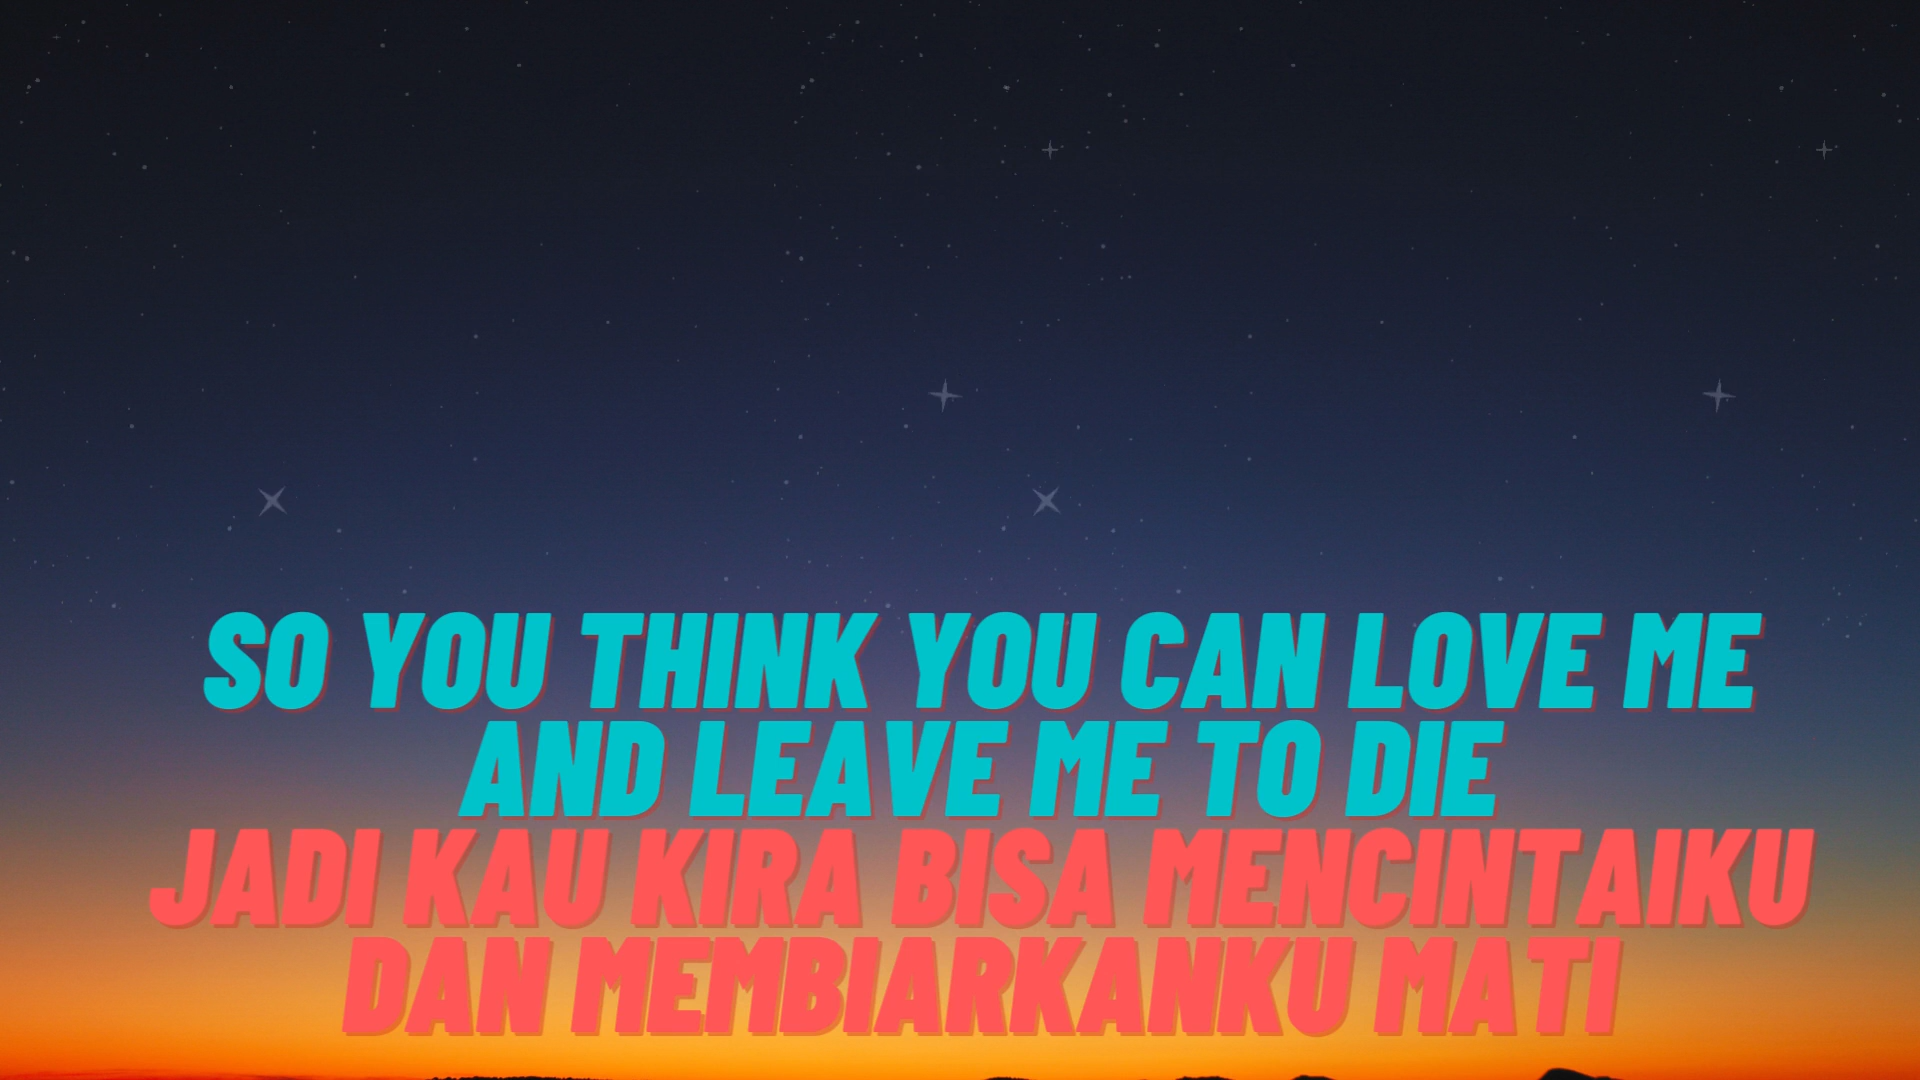 SO YOU THINK YOU CAN LOVE ME
AND LEAVE ME TO DIE
JADI KAU KIRA BISA MENCINTAIKU
DAN MEMBIARKANKU MATI